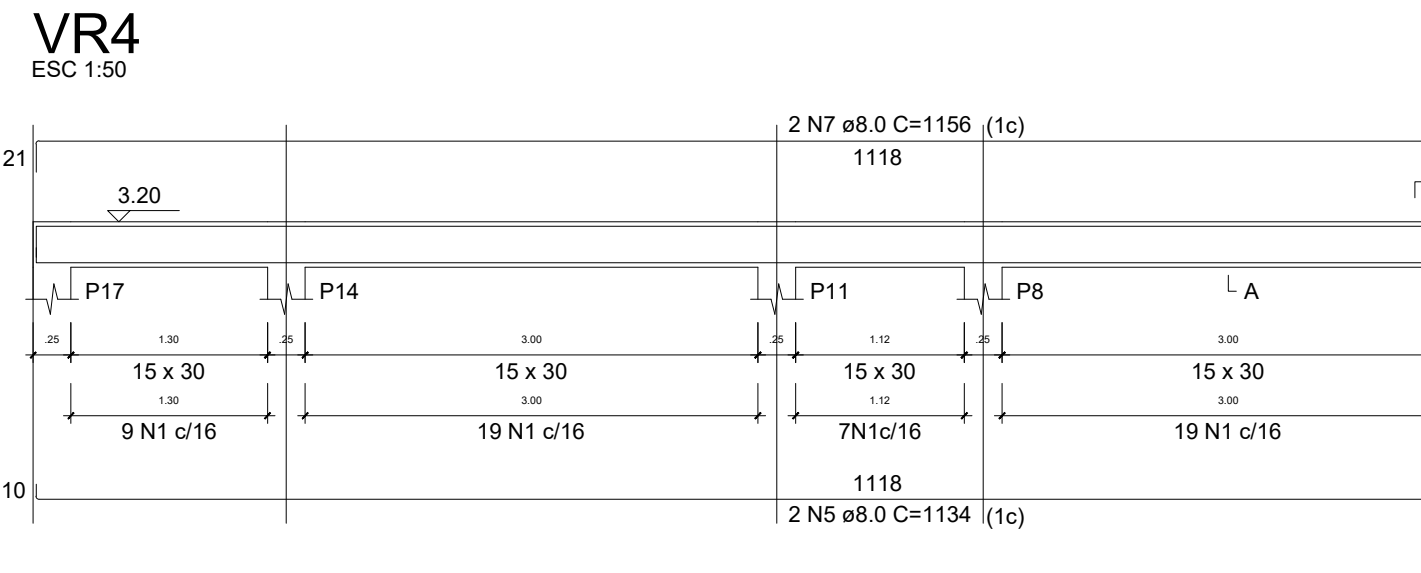 VR4
ESC 1:50
2 N7 ø8.0 C=1156 (1c)
21
1118
3.20
P17
P14
P11
P8
A
.25 1.30 .25 3.00 .25 1.12 .25 3.00
15 x 30 15 x 30 15 x 30 15 x 30
1.30 3.00 1.12 3.00
9 N1 c/16 19 N1 c/16 7N1c/16 19 N1 c/16
10
1118
2 N5 ø8.0 C=1134 (1c)